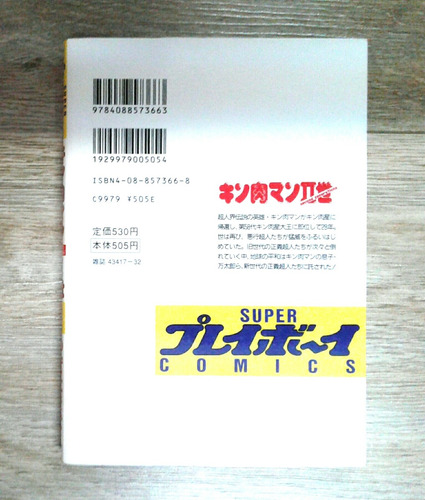 9784088573663
1929979005054
ISBN4-08-857366-8
C9979 ¥505E
定価530円
本体505円
雑誌 43417-32
キン肉マンII世
超人界伝説の英雄・キン肉マンがキン肉星に
帰還し、第58代キン肉星大王に即位して28年。
世は再び、悪行超人たちが猛威をふるいはじ
めていた。旧世代の正義超人たちが次々と倒
れていく中、地球の平和はキン肉マンの息子・
万太郎ら、新世代の正義超人たちに託された!
SUPER
プレイボーイ
COMICS